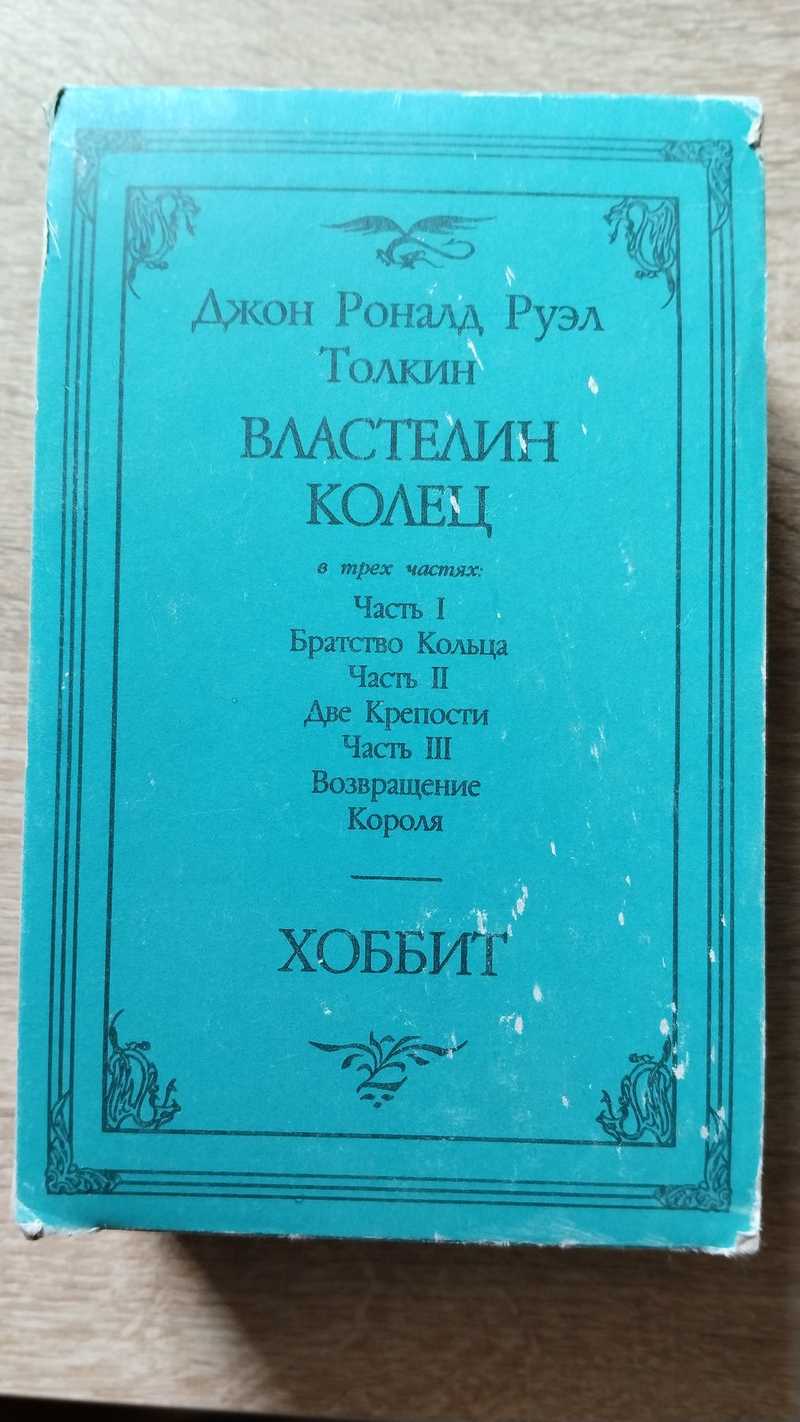 Джон Роналд Руэл
Толкин
ВЛАСТЕЛИН
КОЛЕЦ
в трех частях:
Часть I
Братство Кольца
Часть II
Две Крепости
Часть III
Возвращение
Короля
ХОББИТ